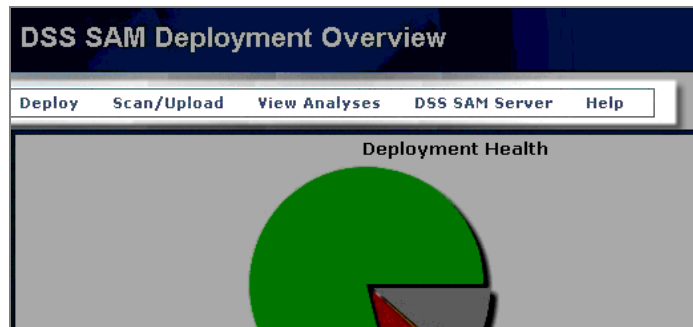 DSS SAM Deployment Overview
Deploy Scan/Upload View Analyses DSS SAM Server Help
Deployment Health